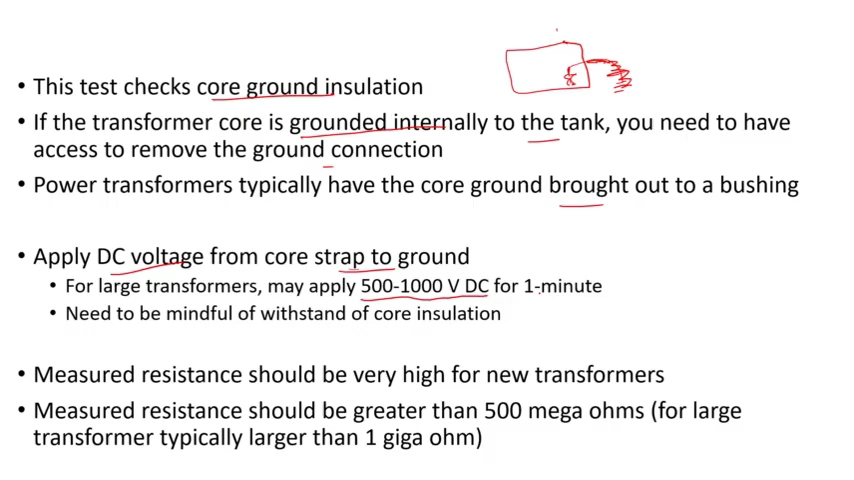 • This test checks core ground insulation
• If the transformer core is grounded internally to the tank, you need to have
access to remove the ground connection
• Power transformers typically have the core ground brought out to a bushing
• Apply DC voltage from core strap to ground
• For large transformers, may apply 500-1000 V DC for 1-minute
• Need to be mindful of withstand of core insulation
• Measured resistance should be very high for new transformers
• Measured resistance should be greater than 500 mega ohms (for large
transformer typically larger than 1 giga ohm)